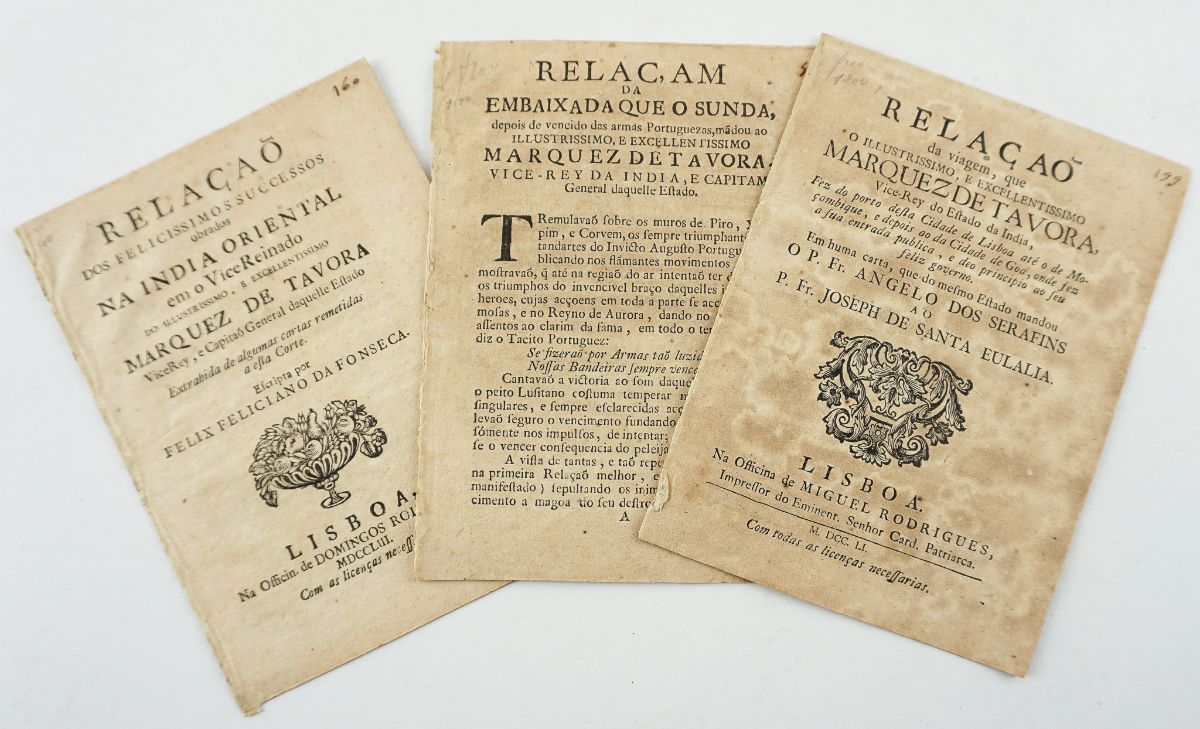 160
RELAÇAÕ
DOS FELICISSIMOS SUCCESSOS
obrados
NA INDIA ORIENTAL
em o ViceReinado
DO ILLUSTRISSIMO, E EXCELLENTISSIMO
MARQUEZ DE TAVORA
ViceRey, e Capitaõ General daquelle Eſtado
Extrahida de algumas cartas remetidas
a eſta Corte.
Eſcripta por
FELIX FELICIANO DA FONSECA.
LISBOA,
Na Officin. de DOMINGOS
MDCCLIII.
Com as licenças
1200
RELAC,AM
DA
EMBAIXADA QUE O SUNDA,
depois de vencido das armas Portuguezas, mãdou ao
ILLUSTRISSIMO, E EXCELLENTISSIMO
MARQUEZ DE TAVORA,
VICE-REY DA INDIA, E CAPITAM
General daquelle Eſtado.
TRemulavaõ ſobre os muros de Piro, X
pim, e Corvem, os ſempre triumphant
tandartes do Invicto Auguſto Portugu
blicando nos flãmantes movimentos
moſtravaõ, q̃ até na regiaõ do ar intentaõ ter d
os triumphos do invencivel braço daquelles i
heroes, cujas acçoens em toda a parte ſe acc
moſas, e no Reyno de Aurora, dando no
aſſentos ao clarim da fama, em todo o ter
diz o Tacito Portuguez:
Se fizeraõ por Armas taõ luzid
Noſſas Bandeiras ſempre vence
Cantavaõ a victoria ao ſom daquel
o peito Luſitano coſtuma temperar n
ſingulares, e ſempre eſclarecidas acç
levaõ ſeguro o vencimento fundando
ſómente nos impulſos, de intentar;
ſe o vencer conſequencia do peleija
A viſta de tantas, e taõ repe
na primeira Relaçaõ melhor, e
manifeſtado) ſepultando os inim
cimento a magoa do ſeu deſtro
A
1200
199
RELAÇAÕ
da viagem, que
O ILLUSTRISSIMO, E EXCELLENTISSIMO
MARQUEZ DE TAVORA,
Vice-Rey do Eſtado da India,
Fez do porto deſta Cidade de Lisboa até o de Mo-
çambique, e depois ao da Cidade de Goa, onde fez
a ſua entrada publica, e deo principio ao ſeu
feliz governo.
Em huma carta, que do meſmo Eſtado mandou
O P. Fr. ANGELO DOS SERAFINS
AO
P. Fr. JOSEPH DE SANTA EULALIA.
LISBOA.
Na Officina de MIGUEL RODRIGUES,
Impreſſor do Eminent. Senhor Card. Patriarca.
M. DCC. LI.
Com todas as licenças neceſſarias.